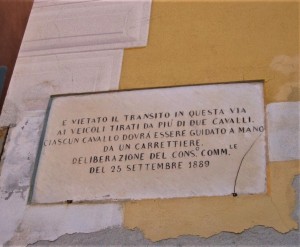 E VIETATO IL TRANSITO IN QUESTA VIA
AI VEICOLI TIRATI DA PIÙ DI DUE CAVALLI.
CIASCUN CAVALLO DOVRÀ ESSERE GUIDATO A MANO
DA UN CARRETTIERE.
DELIBERAZIONE DEL CONS.º COMM.LE
DEL 25 SETTEMBRE 1889